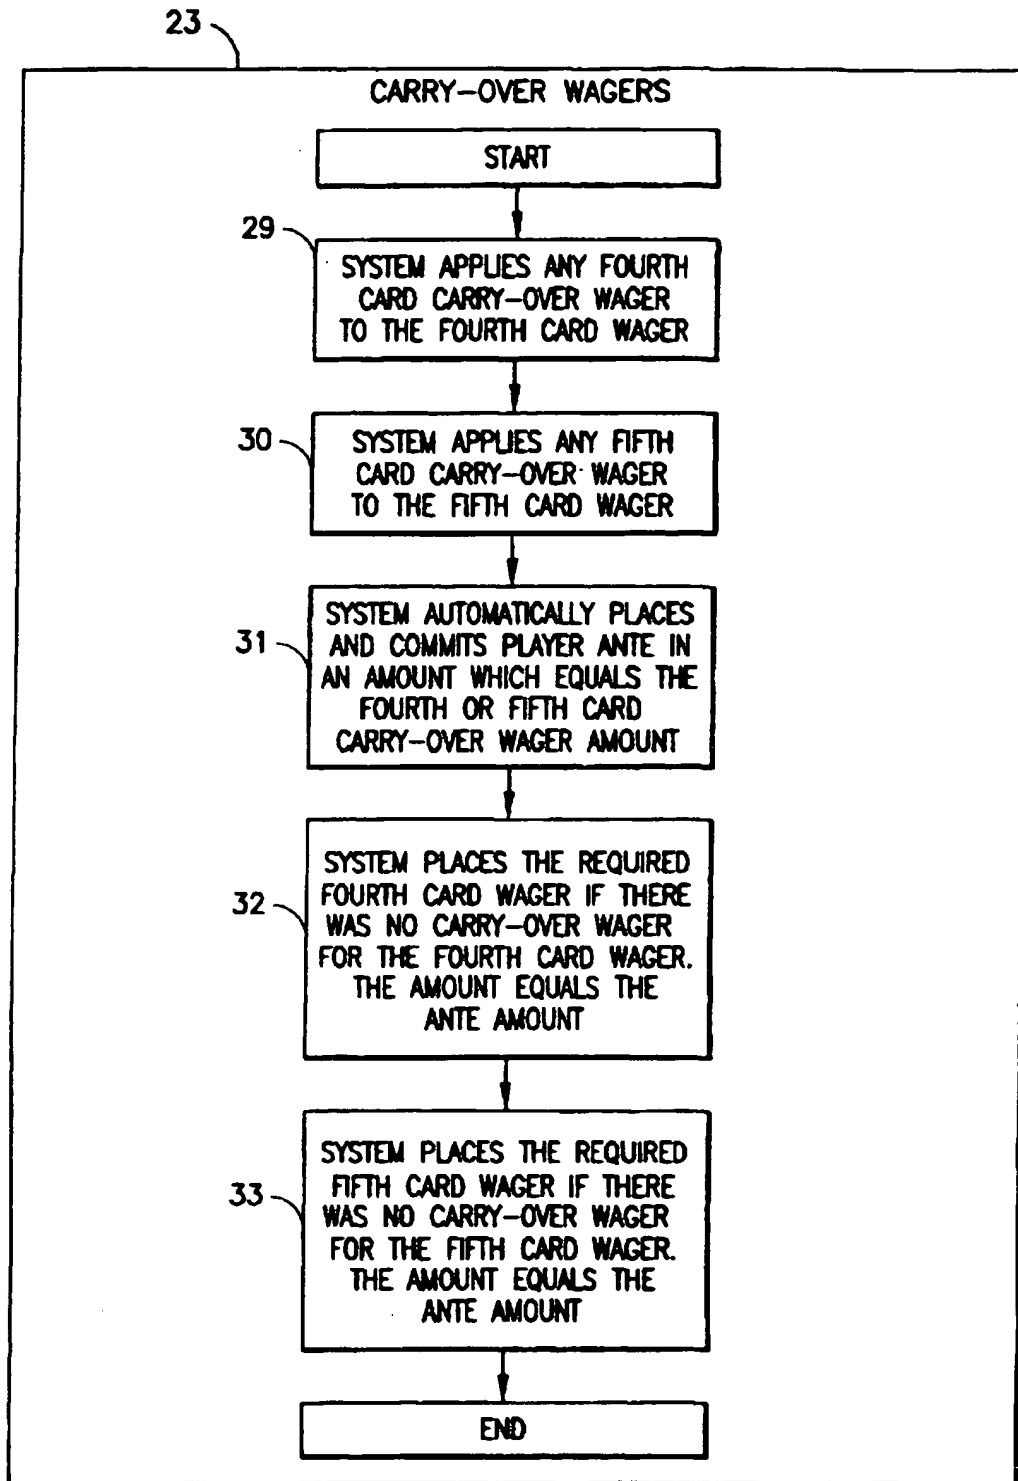 23
CARRY-OVER WAGERS
START
29
SYSTEM APPLIES ANY FOURTH
CARD CARRY-OVER WAGER
TO THE FOURTH CARD WAGER
30
SYSTEM APPLIES ANY FIFTH
CARD CARRY-OVER WAGER
TO THE FIFTH CARD WAGER
31
SYSTEM AUTOMATICALLY PLACES
AND COMMITS PLAYER ANTE IN
AN AMOUNT WHICH EQUALS THE
FOURTH OR FIFTH CARD
CARRY-OVER WAGER AMOUNT
32
SYSTEM PLACES THE REQUIRED
FOURTH CARD WAGER IF THERE
WAS NO CARRY-OVER WAGER
FOR THE FOURTH CARD WAGER.
THE AMOUNT EQUALS THE
ANTE AMOUNT
33
SYSTEM PLACES THE REQUIRED
FIFTH CARD WAGER IF THERE
WAS NO CARRY-OVER WAGER
FOR THE FIFTH CARD WAGER.
THE AMOUNT EQUALS THE
ANTE AMOUNT
END